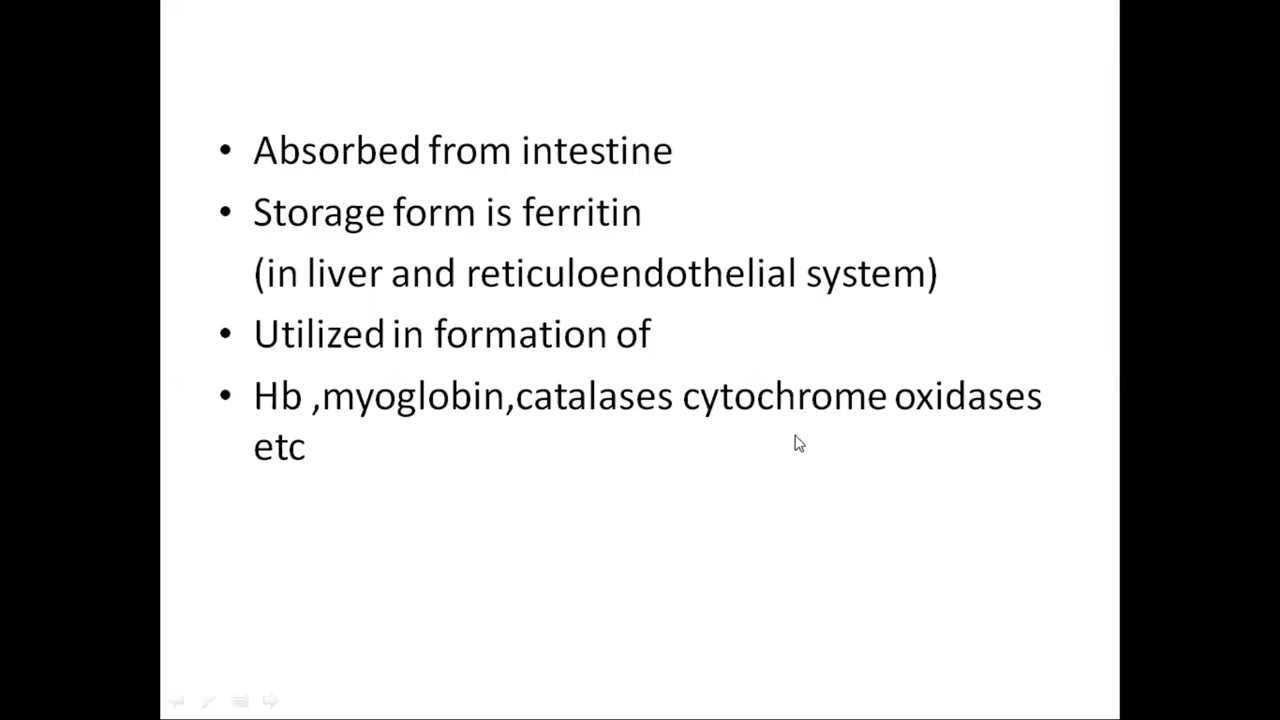 • Absorbed from intestine
• Storage form is ferritin
(in liver and reticuloendothelial system)
• Utilized in formation of
• Hb ,myoglobin,catalases cytochrome oxidases
etc